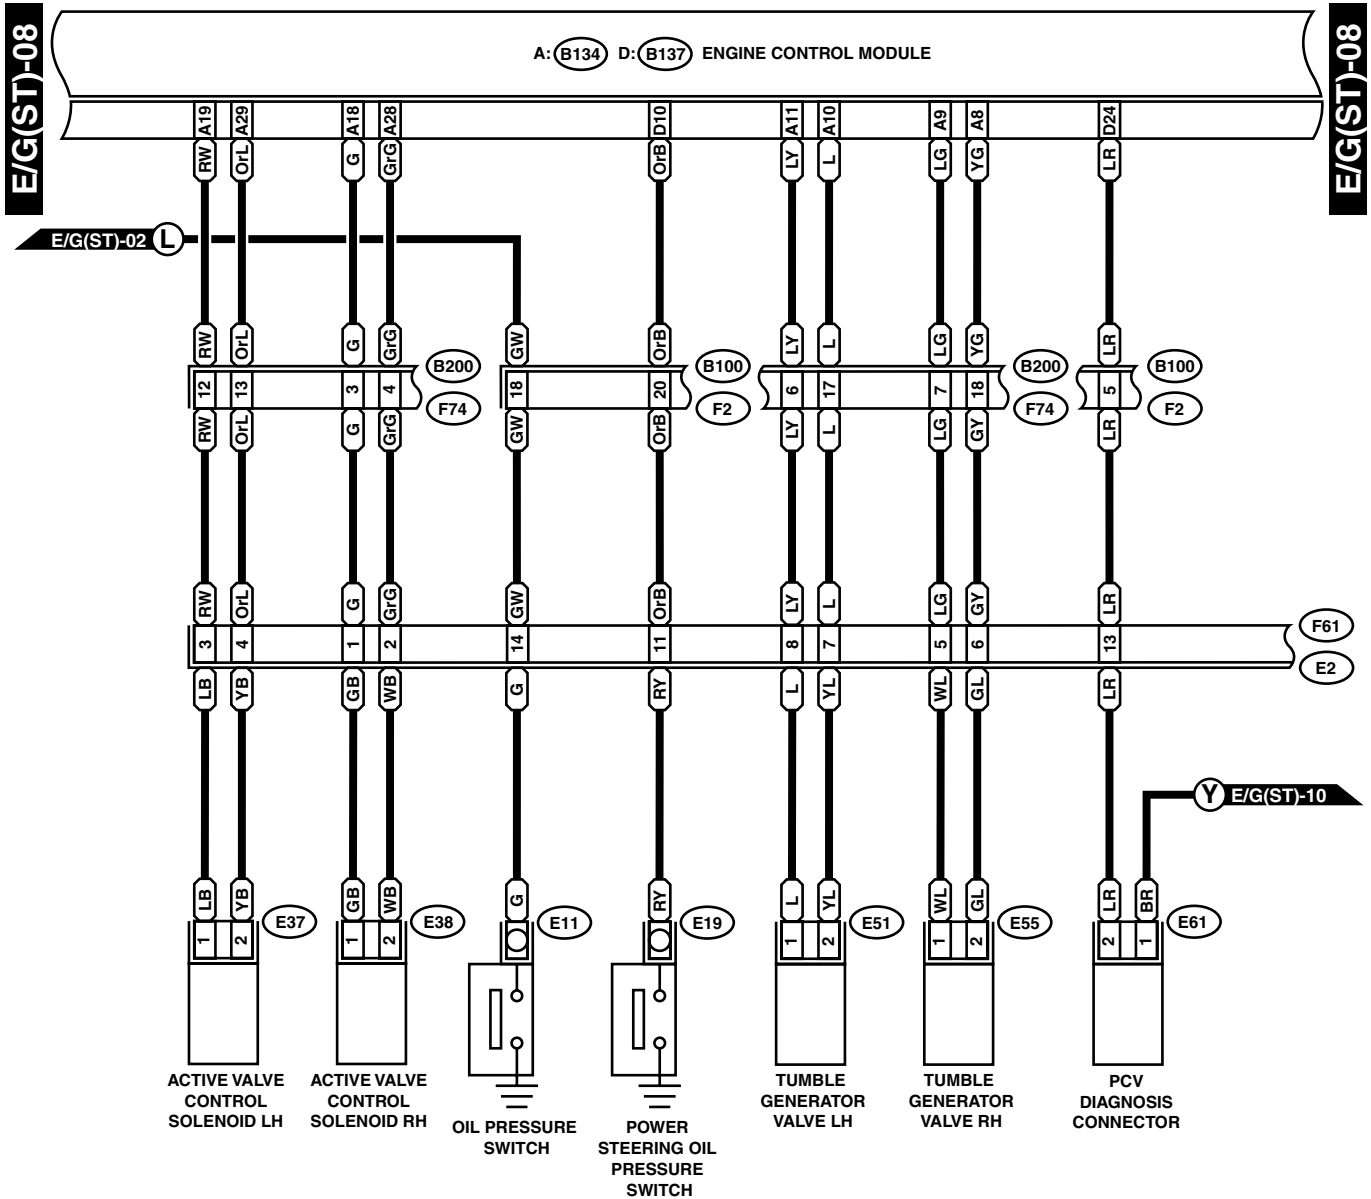 E/G(ST)-08
E/G(ST)-08
A: B134 D: B137 ENGINE CONTROL MODULE
A19 A29 A18 A28 D10 A11 A10 A9 A8 D24
RW OrL G GrG OrB LY L LG YG LR
E/G(ST)-02 L
RW OrL G GrG GW OrB LY L LG YG LR
B200 B100 B200 B100
12 13 3 4 18 20 6 17 7 18 5
F74 F2 F74 F2
RW OrL G GrG GW OrB LY L LG GY LR
RW OrL G GrG GW OrB LY L LG GY LR
F61
3 4 1 2 14 11 8 7 5 6 13
E2
LB YB GB WB G RY L YL WL GL LR
Y E/G(ST)-10
LB YB GB WB G RY L YL WL GL LR BR
E37 E38 E11 E19 E51 E55 E61
1 2 1 2 1 2 1 2 2 1
ACTIVE VALVE
CONTROL
SOLENOID LH
ACTIVE VALVE
CONTROL
SOLENOID RH
OIL PRESSURE
SWITCH
POWER
STEERING OIL
PRESSURE
SWITCH
TUMBLE
GENERATOR
VALVE LH
TUMBLE
GENERATOR
VALVE RH
PCV
DIAGNOSIS
CONNECTOR